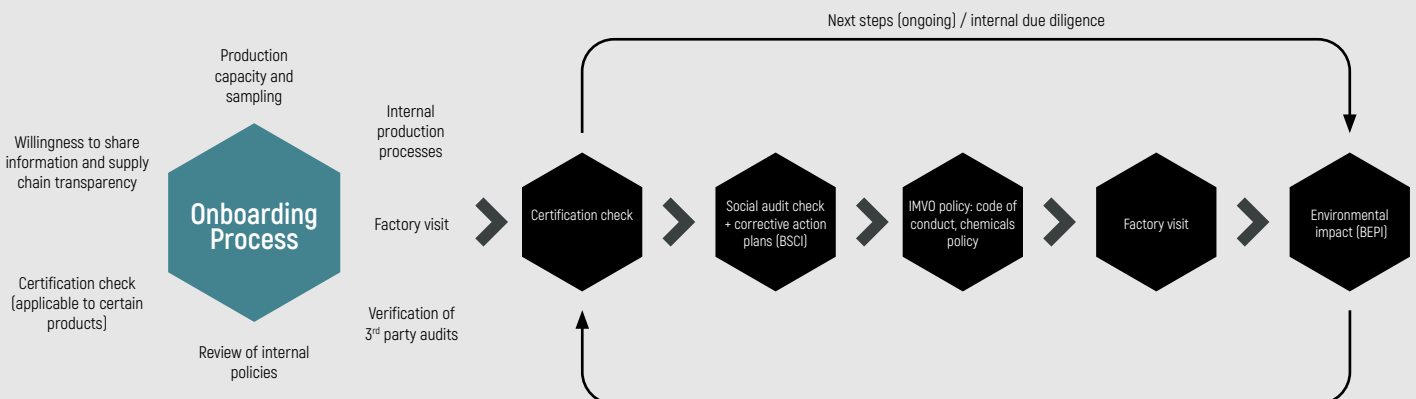 Next steps (ongoing) / internal due diligence
Production
capacity and
sampling
Internal
production
processes
Willingness to share
information and supply
chain transparency
Onboarding
Process
Factory visit
Certification check
(applicable to certain
products)
Verification of
3rd party audits
Review of internal
policies
Certification check
Social audit check
+ corrective action
plans (BSCI)
IMVO policy: code of
conduct, chemicals
policy
Factory visit
Environmental
impact (BEPI)